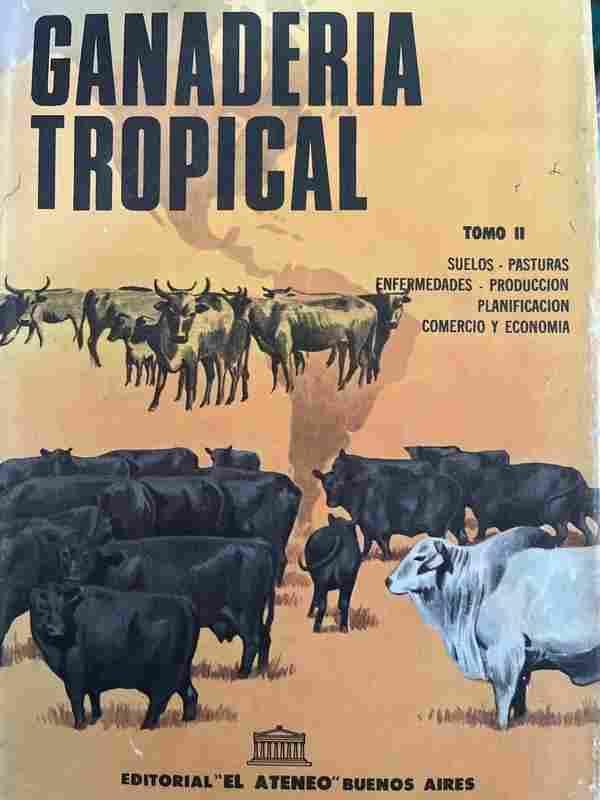 GANADERIA
TROPICAL
TOMO II
SUELOS - PASTURAS
ENFERMEDADES - PRODUCCION
PLANIFICACION
COMERCIO Y ECONOMIA
EDITORIAL "EL ATENEO" BUENOS AIRES